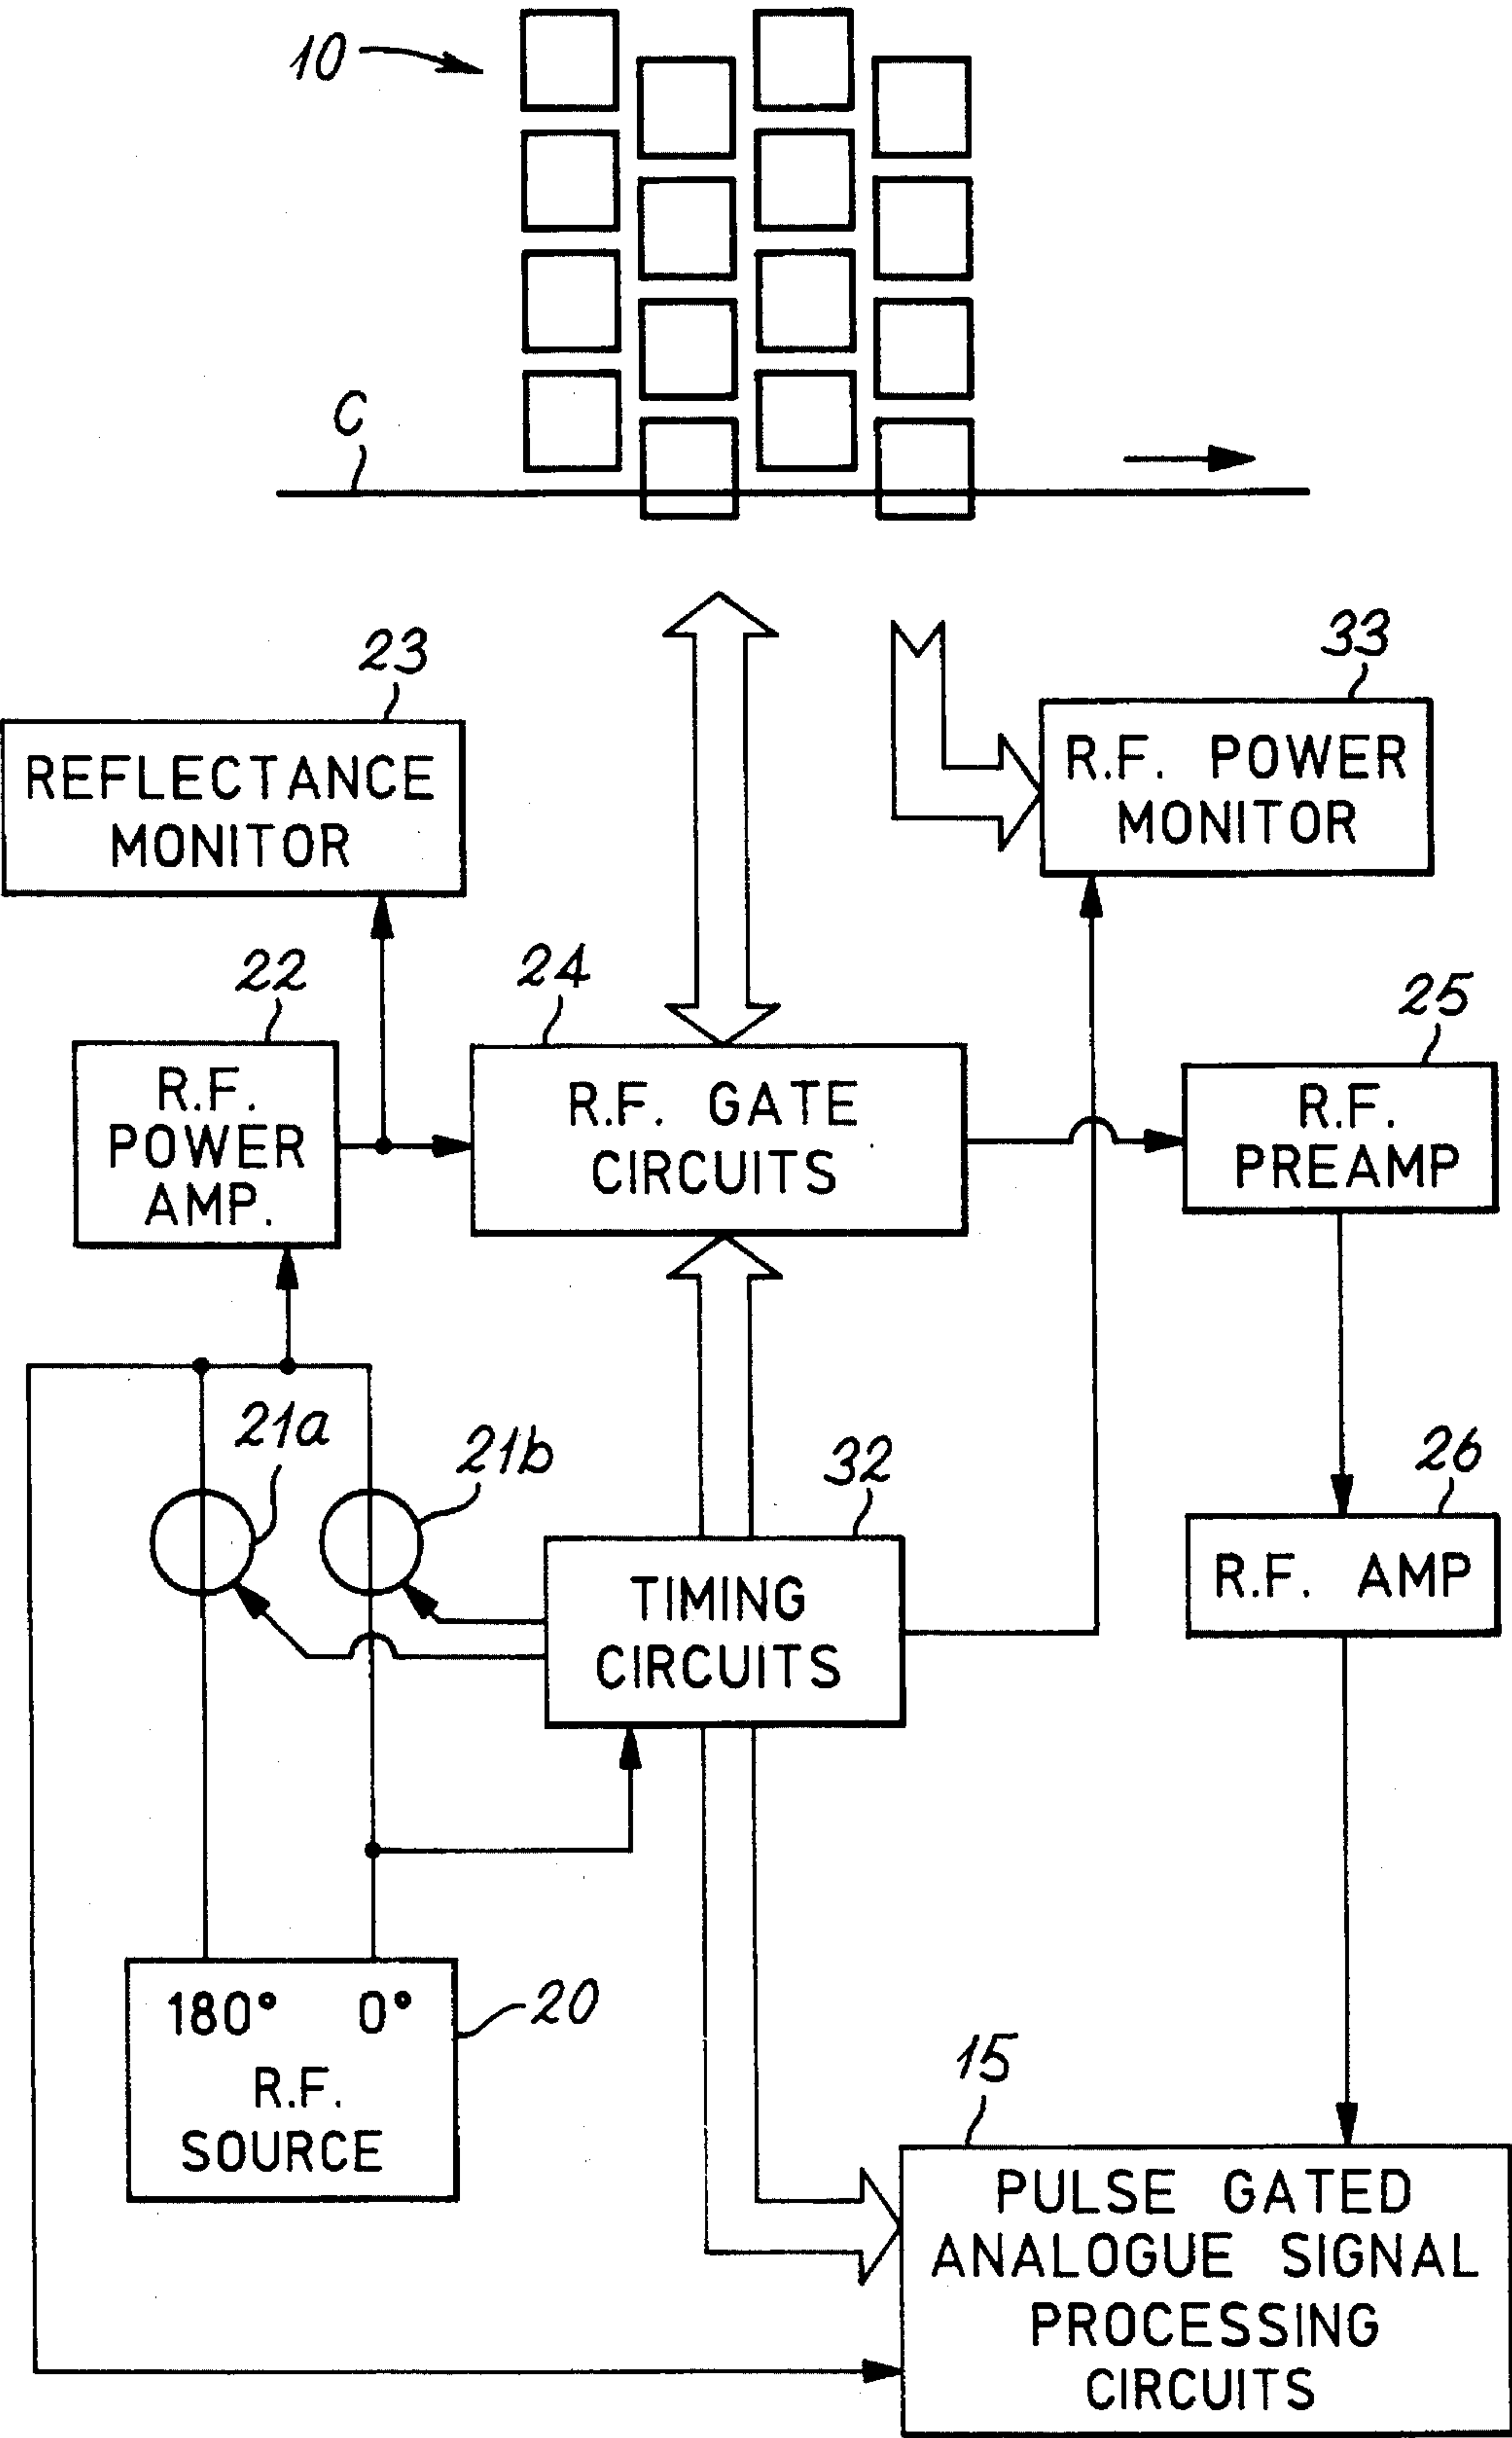 10
C
23
33
REFLECTANCE
MONITOR
R.F. POWER
MONITOR
22
24
25
R.F.
POWER
AMP.
R.F. GATE
CIRCUITS
R.F.
PREAMP
21a
21b
32
26
TIMING
CIRCUITS
R.F. AMP
180° 0°
R.F.
SOURCE
20
15
PULSE GATED
ANALOGUE SIGNAL
PROCESSING
CIRCUITS